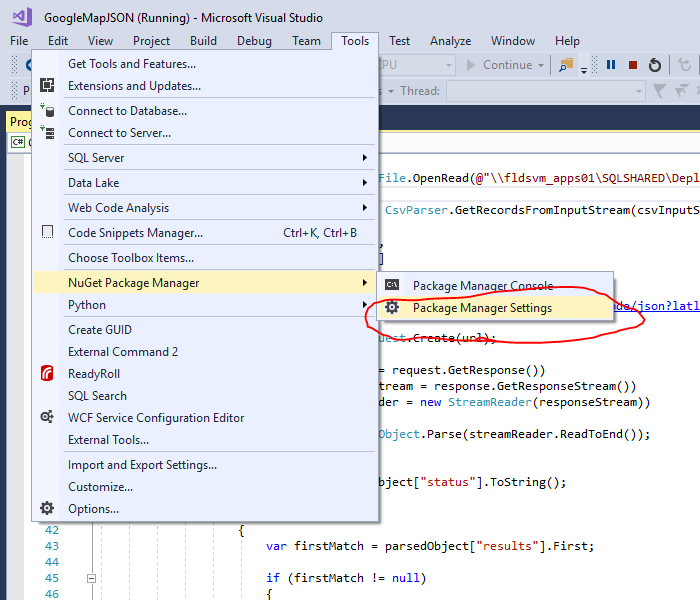 GoogleMapJSON (Running) - Microsoft Visual Studio
File Edit View Project Build Debug Team Tools Test Analyze Window Help
PU Continue
Thread:
Get Tools and Features...
Extensions and Updates...
Connect to Database...
Connect to Server...
SQL Server
Data Lake
Web Code Analysis
Code Snippets Manager... Ctrl+K, Ctrl+B
Choose Toolbox Items...
NuGet Package Manager
Python
Create GUID
External Command 2
ReadyRoll
SQL Search
WCF Service Configuration Editor
External Tools...
Import and Export Settings...
Customize...
Options...
C:\ Package Manager Console
Package Manager Settings
Prog
C#
File.OpenRead(@"\\fldsvm_apps01\SQLSHARED\Depl
CsvParser.GetRecordsFromInputStream(csvInputS
,
]
de/json?latl
uest.Create(url);
= request.GetResponse())
tream = response.GetResponseStream())
der = new StreamReader(responseStream))
Object.Parse(streamReader.ReadToEnd());
bject["status"].ToString();
42 {
43 var firstMatch = parsedObject["results"].First;
44
45 if (firstMatch != null)
46 {